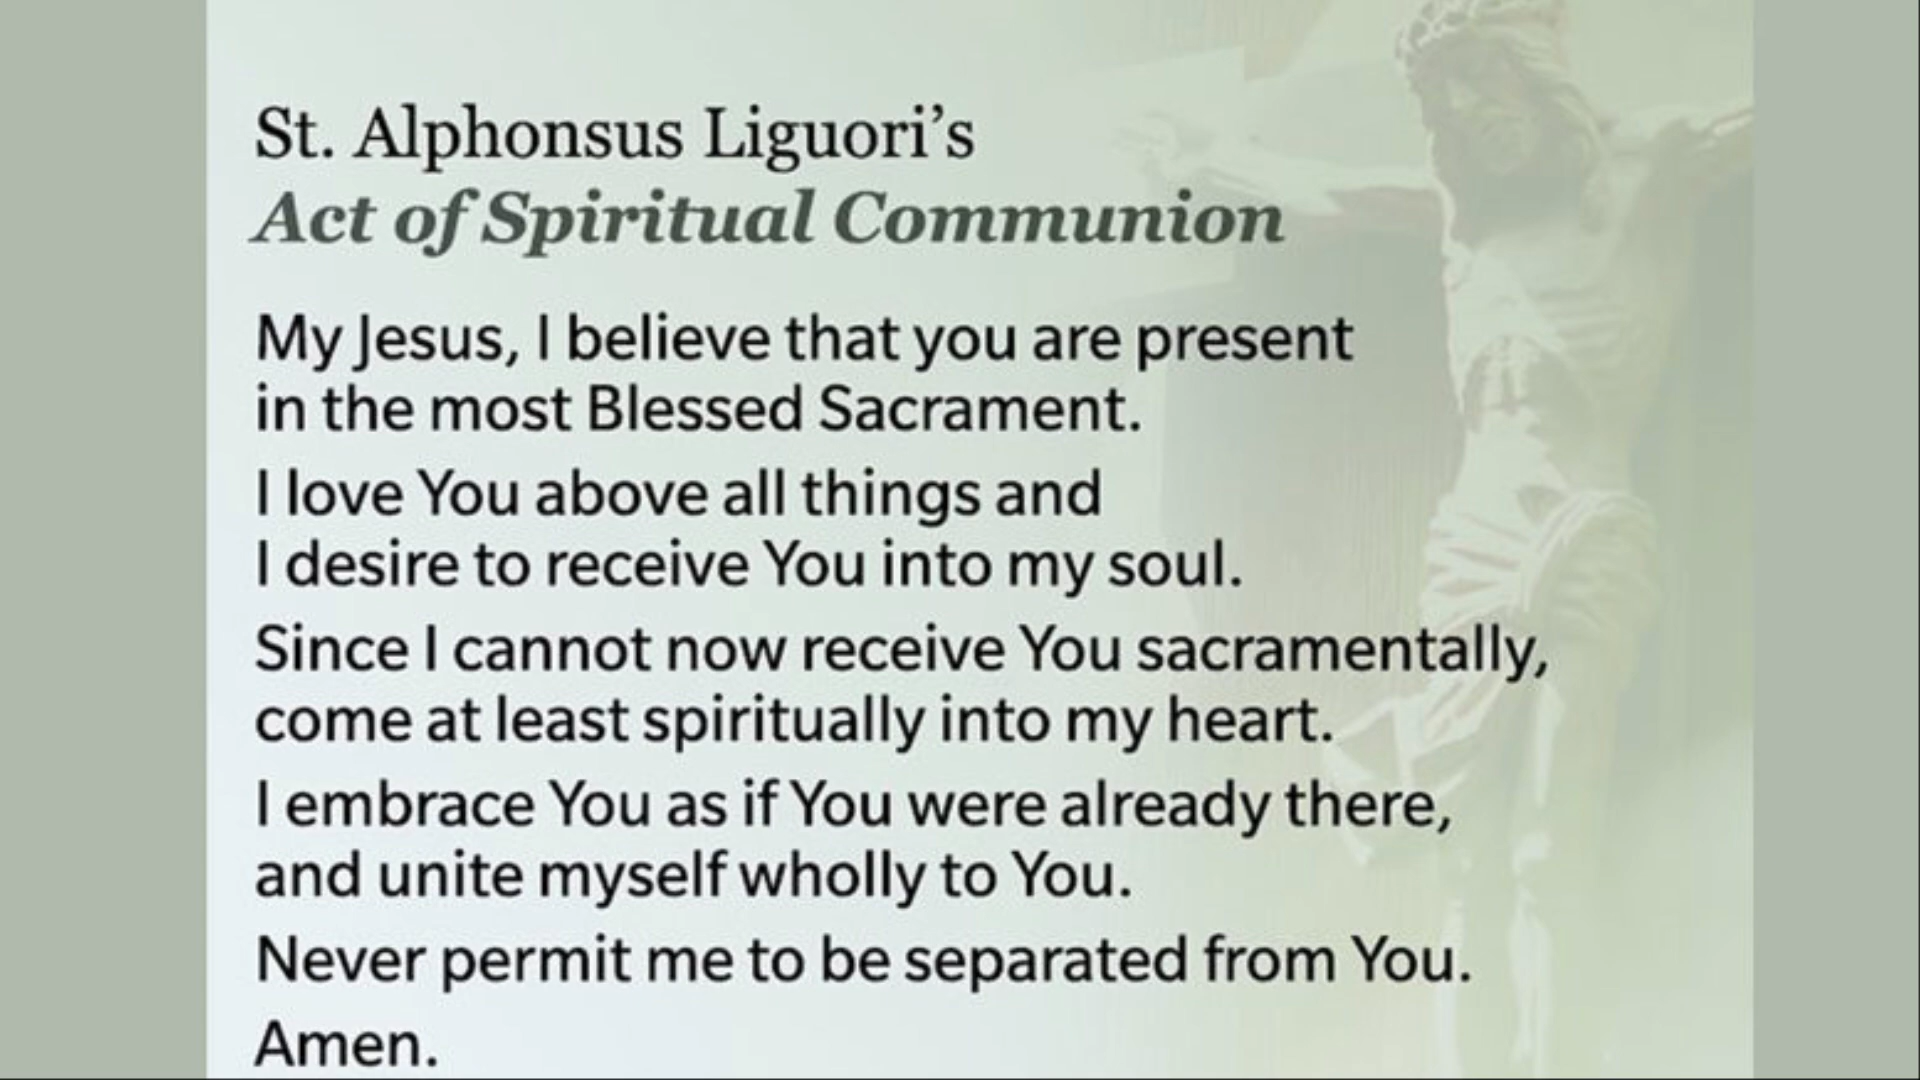 St. Alphonsus Liguori’s
Act of Spiritual Communion
My Jesus, I believe that you are present
in the most Blessed Sacrament.
I love You above all things and
I desire to receive You into my soul.
Since I cannot now receive You sacramentally,
come at least spiritually into my heart.
I embrace You as if You were already there,
and unite myself wholly to You.
Never permit me to be separated from You.
Amen.